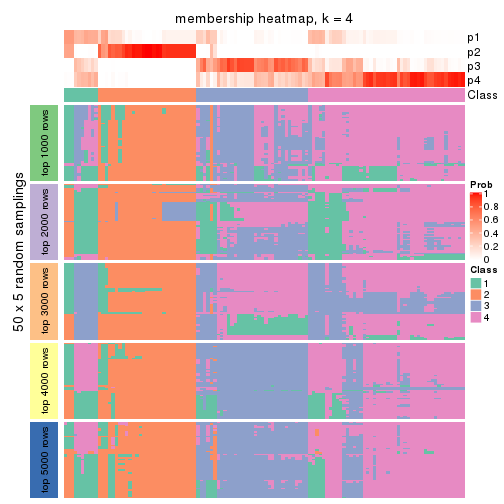 membership heatmap, k = 4
p1
p2
p3
p4
Class
50 x 5 random samplings
top 1000 rows
top 2000 rows
top 3000 rows
top 4000 rows
top 5000 rows
Prob
1
0.8
0.6
0.4
0.2
0
Class
1
2
3
4